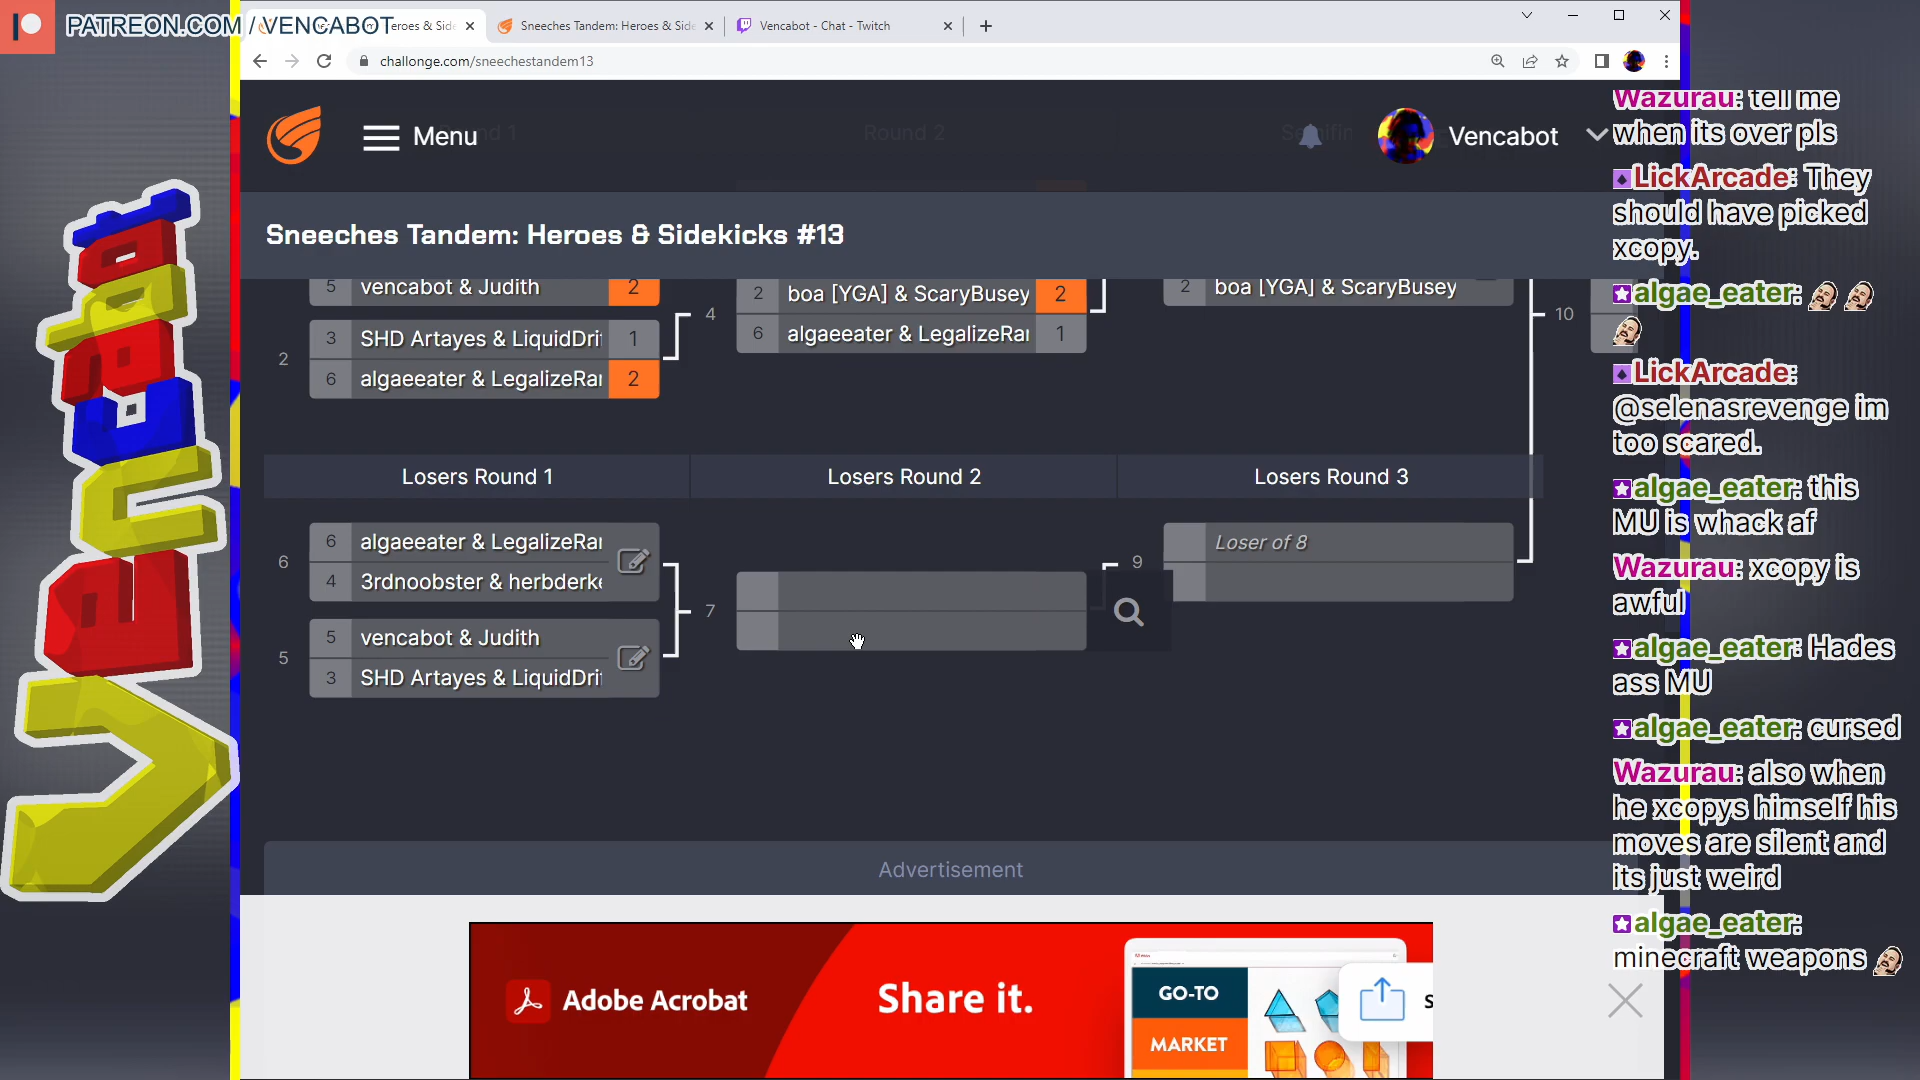 PATREON.COM / VENCABOT
eroes & Side
Sneeches Tandem: Heroes & Side
Vencabot - Chat - Twitch
challonge.com/sneechestandem13
Menu
Round 2
Vencabot
Sneeches Tandem: Heroes & Sidekicks #13
5 vencabot & Judith 2
3 SHD Artayes & LiquidDri 1
2
6 algaeeater & LegalizeRa 2
4
2 boa [YGA] & ScaryBusey 2
6 algaeeater & LegalizeRa 1
2 boa [YGA] & ScaryBusey
10
Losers Round 1
Losers Round 2
Losers Round 3
6
6 algaeeater & LegalizeRa
4 3rdnoobster & herbderke
5
5 vencabot & Judith
3 SHD Artayes & LiquidDri
7
9
Loser of 8
Advertisement
Adobe Acrobat
Share it.
GO-TO
MARKET
S
Vencabot
Wazurau: tell me
when its over pls
LickArcade: They
should have picked
xcopy.
algae_eater:
LickArcade:
@selenasrevenge im
too scared.
algae_eater: this
MU is whack af
Wazurau: xcopy is
awful
algae_eater: Hades
ass MU
algae_eater: cursed
Wazurau: also when
he xcopys himself his
moves are silent and
its just weird
algae_eater:
minecraft weapons